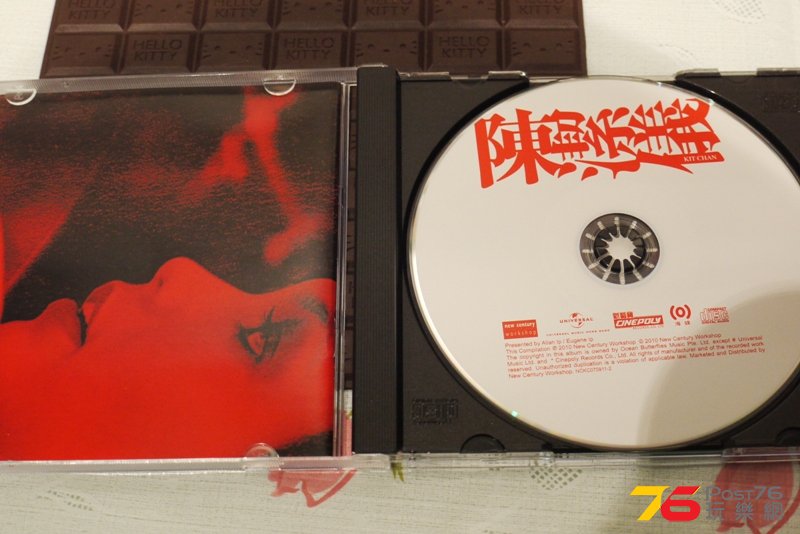 HELLO KITTY
HELLO KITTY
HELLO KITTY
HELLO KITTY
陳潔儀
KIT CHAN
new century workshop
UNIVERSAL
CINEPOLY
海蝶
Presented by Allan Ip / Eugene Ip
This Compilation ℗ 2010 New Century Workshop. © 2010 New Century Workshop
The copyright in this album is owned by Ocean Butterflies Music Pte. Ltd. except # Universal
Music Ltd. and * Cinepoly Records Co., Ltd. All rights of manufacturer and of the recorded work
reserved. Unauthorized duplication is a violation of applicable law. Marketed and Distributed by
New Century Workshop.
76 Post76
玩樂網